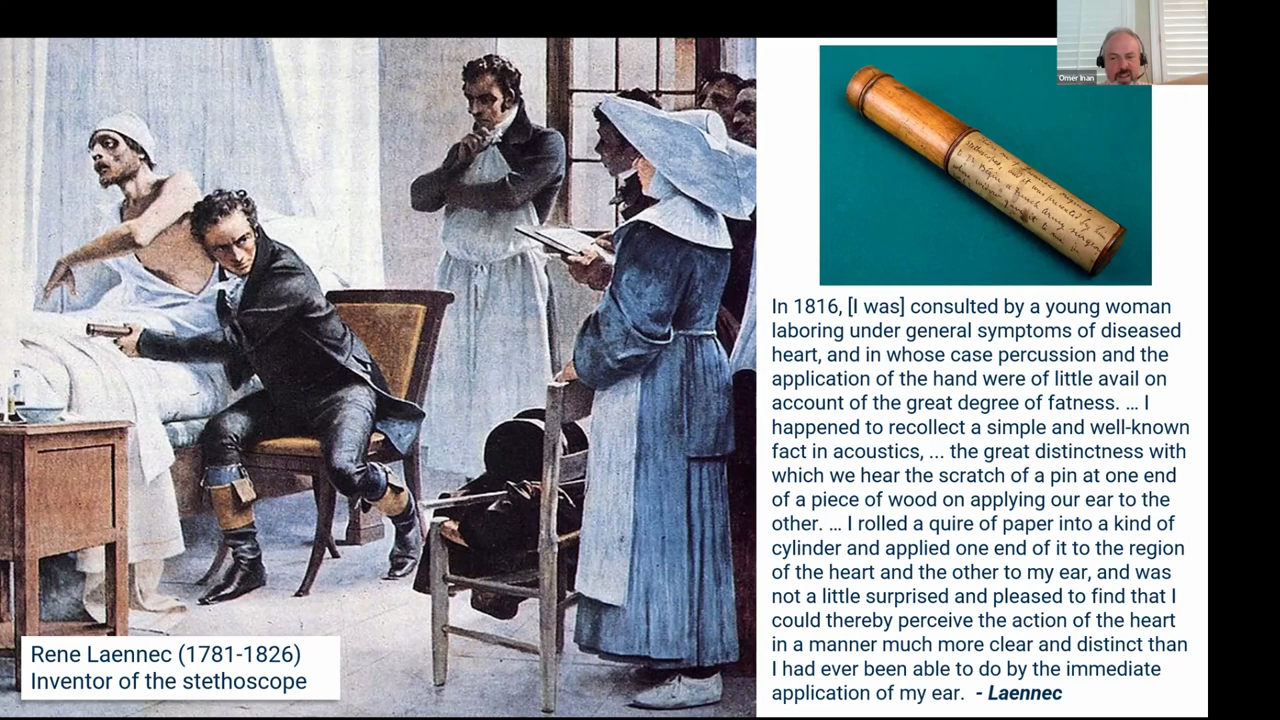 Omer Inan
In 1816, [I was] consulted by a young woman
laboring under general symptoms of diseased
heart, and in whose case percussion and the
application of the hand were of little avail on
account of the great degree of fatness. ... I
happened to recollect a simple and well-known
fact in acoustics, ... the great distinctness with
which we hear the scratch of a pin at one end
of a piece of wood on applying our ear to the
other. ... I rolled a quire of paper into a kind of
cylinder and applied one end of it to the region
of the heart and the other to my ear, and was
not a little surprised and pleased to find that I
could thereby perceive the action of the heart
in a manner much more clear and distinct than
I had ever been able to do by the immediate
application of my ear. - Laennec
Rene Laennec (1781-1826)
Inventor of the stethoscope